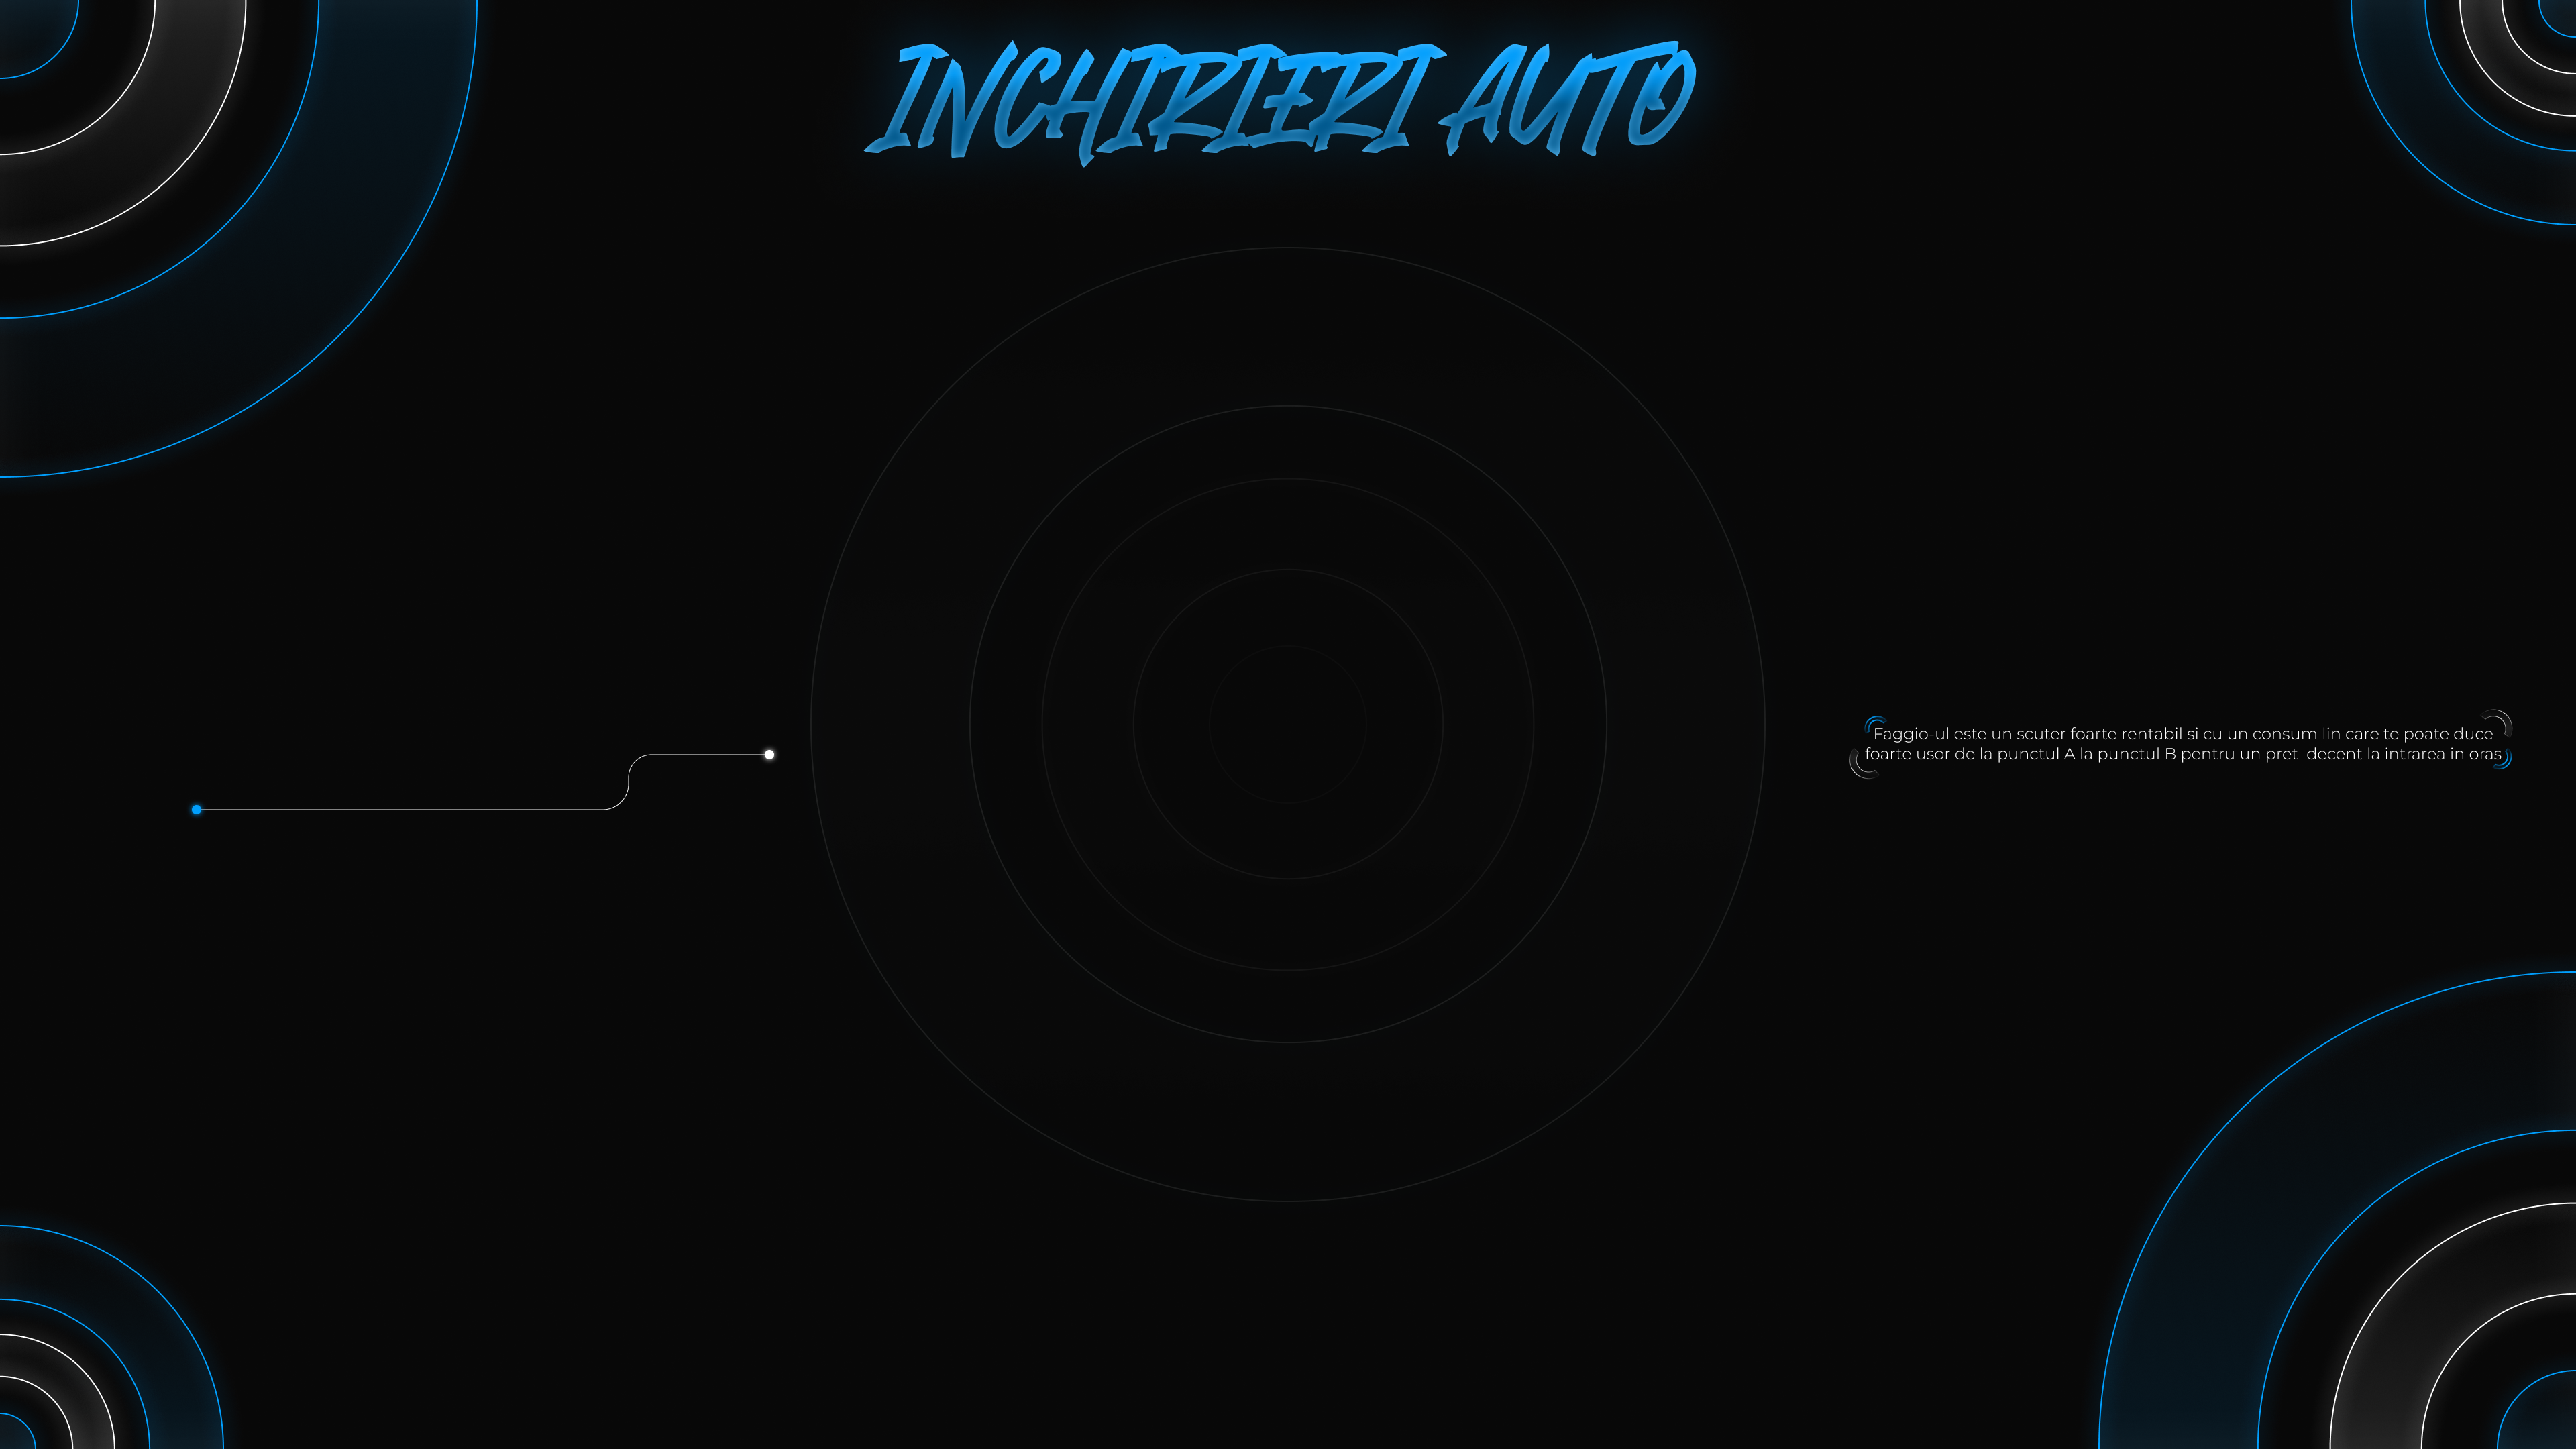 INCHIRIERI AUTO
Faggio-ul este un scuter foarte rentabil si cu un consum lin care te poate duce
foarte usor de la punctul A la punctul B pentru un pret  decent la intrarea in oras